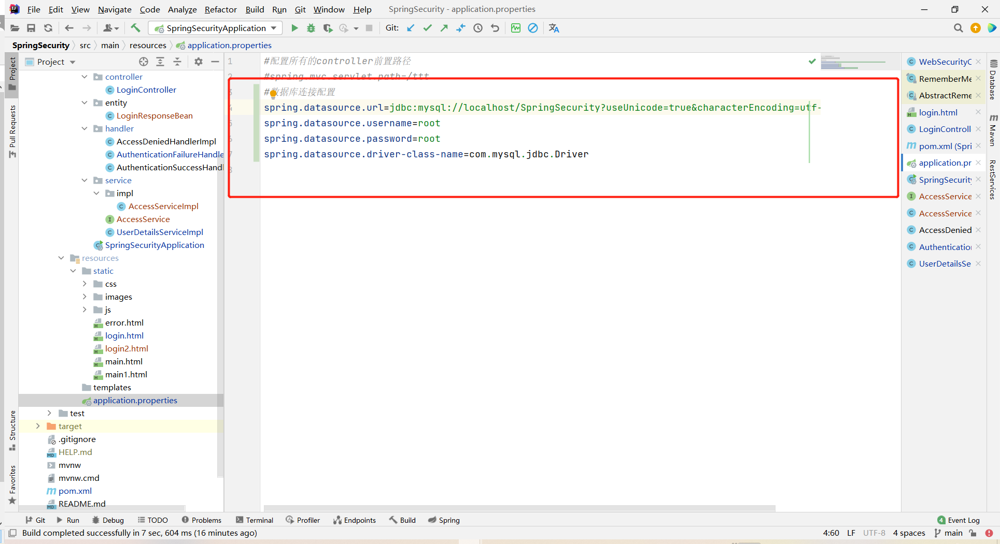 File Edit View Navigate Code Analyze Refactor Build Run Git Window Help SpringSecurity - application.properties
SpringSecurityApplication Git:
SpringSecurity src main resources application.properties
Project
Pull Requests
Structure
Favorites
Project
controller
LoginController
entity
LoginResponseBean
handler
AccessDeniedHandlerImpl
AuthenticationFailureHandle
AuthenticationSuccessHandl
service
impl
AccessServiceImpl
AccessService
UserDetailsServiceImpl
SpringSecurityApplication
resources
static
css
images
js
error.html
login.html
login2.html
main.html
main1.html
templates
application.properties
test
target
.gitignore
HELP.md
mvnw
mvnw.cmd
pom.xml
README.md
1 #配置所有的controller前置路径
2 #spring.mvc.servlet.path=/ttt
3 #数据库连接配置
4 spring.datasource.url=jdbc:mysql://localhost/SpringSecurity?useUnicode=true&characterEncoding=utf-
5 spring.datasource.username=root
6 spring.datasource.password=root
7 spring.datasource.driver-class-name=com.mysql.jdbc.Driver
8
WebSecurityC
RememberMe
AbstractReme
login.html
LoginControll
pom.xml (Spri
application.pr
SpringSecurity
AccessService
AccessService
AccessDenied
Authentication
UserDetailsSe
Database
Maven
RestServices
Git Run Debug TODO Problems Terminal Profiler Endpoints Build Spring 4 Event Log
Build completed successfully in 7 sec, 604 ms (16 minutes ago) 4:60 LF UTF-8 4 spaces main